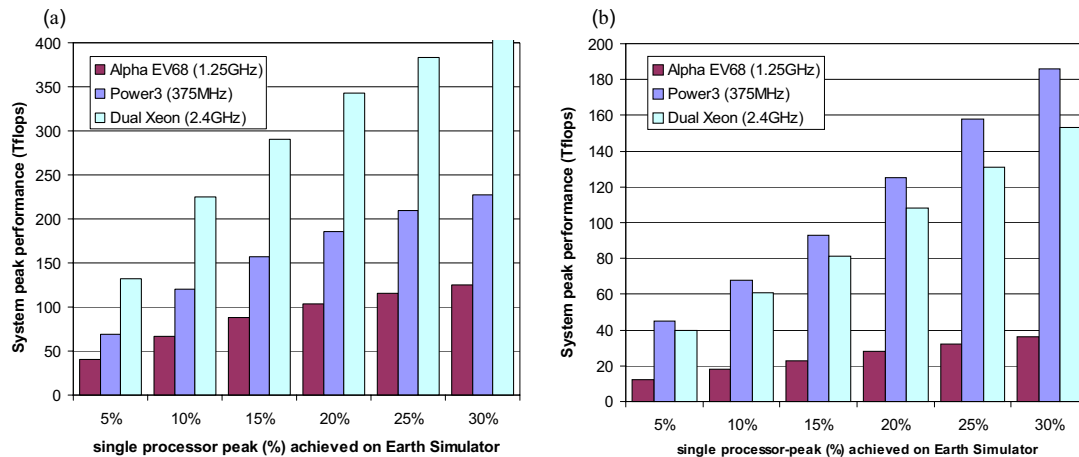 (a)
System peak performance (Tflops)
400
350
300
250
200
150
100
50
0
Alpha EV68 (1.25GHz)
Power3 (375MHz)
Dual Xeon (2.4GHz)
5% 10% 15% 20% 25% 30%
single processor peak (%) achieved on Earth Simulator
(b)
System peak performance (Tflops)
200
180
160
140
120
100
80
60
40
20
0
Alpha EV68 (1.25GHz)
Power3 (375MHz)
Dual Xeon (2.4GHz)
5% 10% 15% 20% 25% 30%
single processor-peak (%) achieved on Earth Simulator